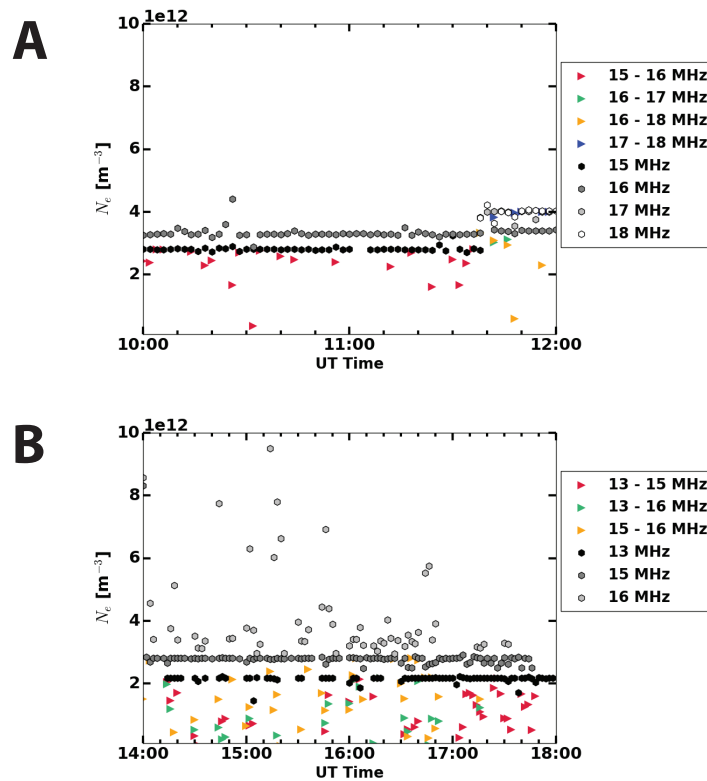 A
1e12
10
8
6
4
2
N_e [m^−3]
10:00 11:00 12:00
UT Time
15 - 16 MHz
16 - 17 MHz
16 - 18 MHz
17 - 18 MHz
15 MHz
16 MHz
17 MHz
18 MHz
B
1e12
10
8
6
4
2
N_e [m^−3]
14:00 15:00 16:00 17:00 18:00
UT Time
13 - 15 MHz
13 - 16 MHz
15 - 16 MHz
13 MHz
15 MHz
16 MHz